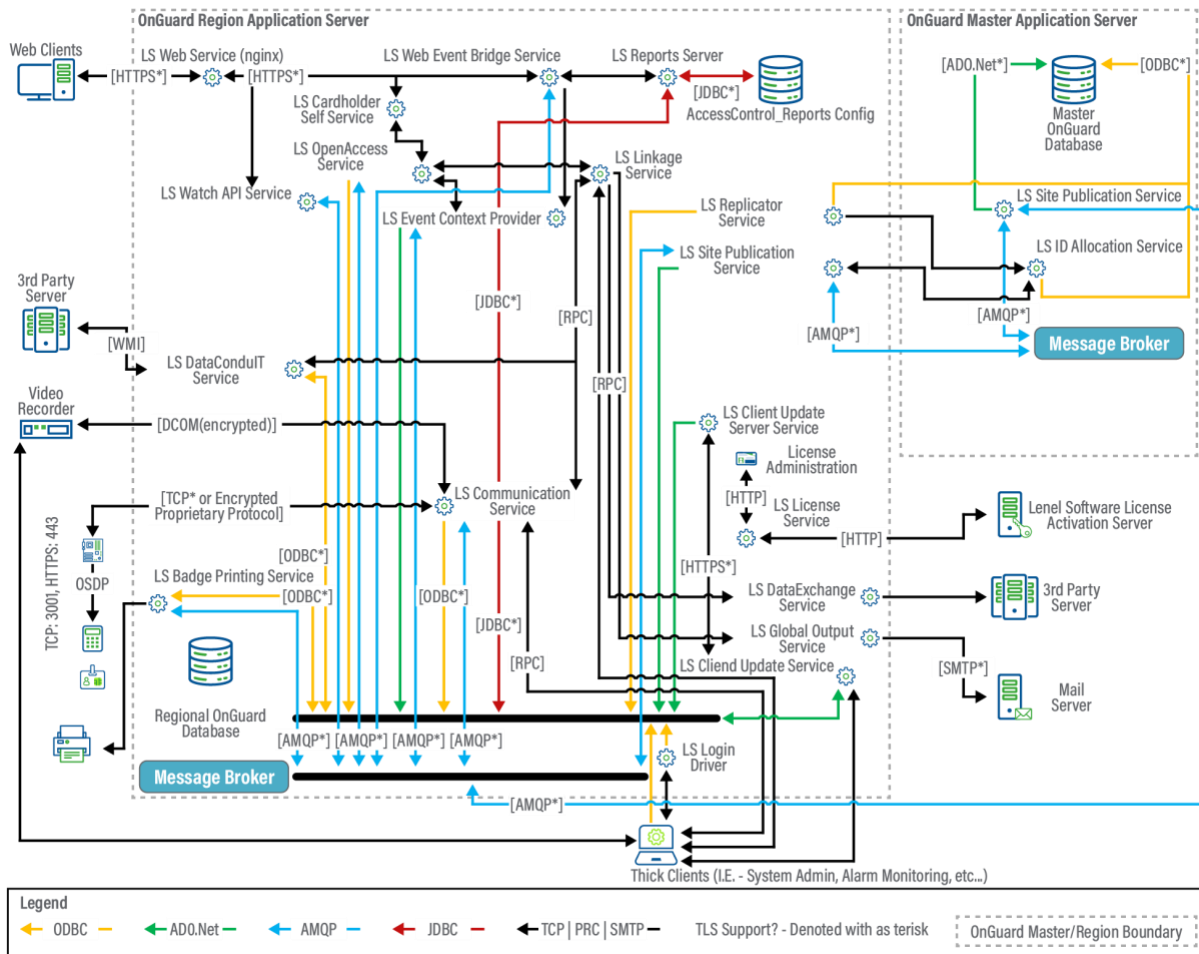 OnGuard Region Application Server
OnGuard Master Application Server
Web Clients
LS Web Service (nginx)
LS Web Event Bridge Service
LS Reports Server
[HTTPS*]
[HTTPS*]
[JDBC*]
AccessControl_Reports Config
[ADO.Net*]
[ODBC*]
Master
OnGuard
Database
LS Cardholder
Self Service
LS OpenAccess
Service
LS Linkage
Service
LS Watch API Service
LS Event Context Provider
LS Replicator
Service
LS Site Publication Service
LS Site Publication
Service
LS ID Allocation Service
3rd Party
Server
[WMI]
[JDBC*]
[RPC]
[AMQP*]
[AMQP*]
Message Broker
LS DataConduIT
Service
[RPC]
Video
Recorder
[DCOM(encrypted)]
LS Client Update
Server Service
License
Administration
[TCP* or Encrypted
Proprietary Protocol]
LS Communication
Service
[HTTP]
LS License
Service
[HTTP]
Lenel Software License
Activation Server
TCP: 3001, HTTPS: 443
OSDP
[ODBC*]
LS Badge Printing Service
[ODBC*]
[ODBC*]
[HTTPS*]
LS DataExchange
Service
3rd Party
Server
[JDBC*]
LS Global Output
Service
[RPC]
LS Cliend Update Service
[SMTP*]
Mail
Server
Regional OnGuard
Database
[AMQP*]
[AMQP*]
[AMQP*]
[AMQP*]
LS Login
Driver
Message Broker
[AMQP*]
Thick Clients (I.E. - System Admin, Alarm Monitoring, etc...)
Legend
ODBC
ADO.Net
AMQP
JDBC
TCP | PRC | SMTP
TLS Support? - Denoted with as terisk
OnGuard Master/Region Boundary